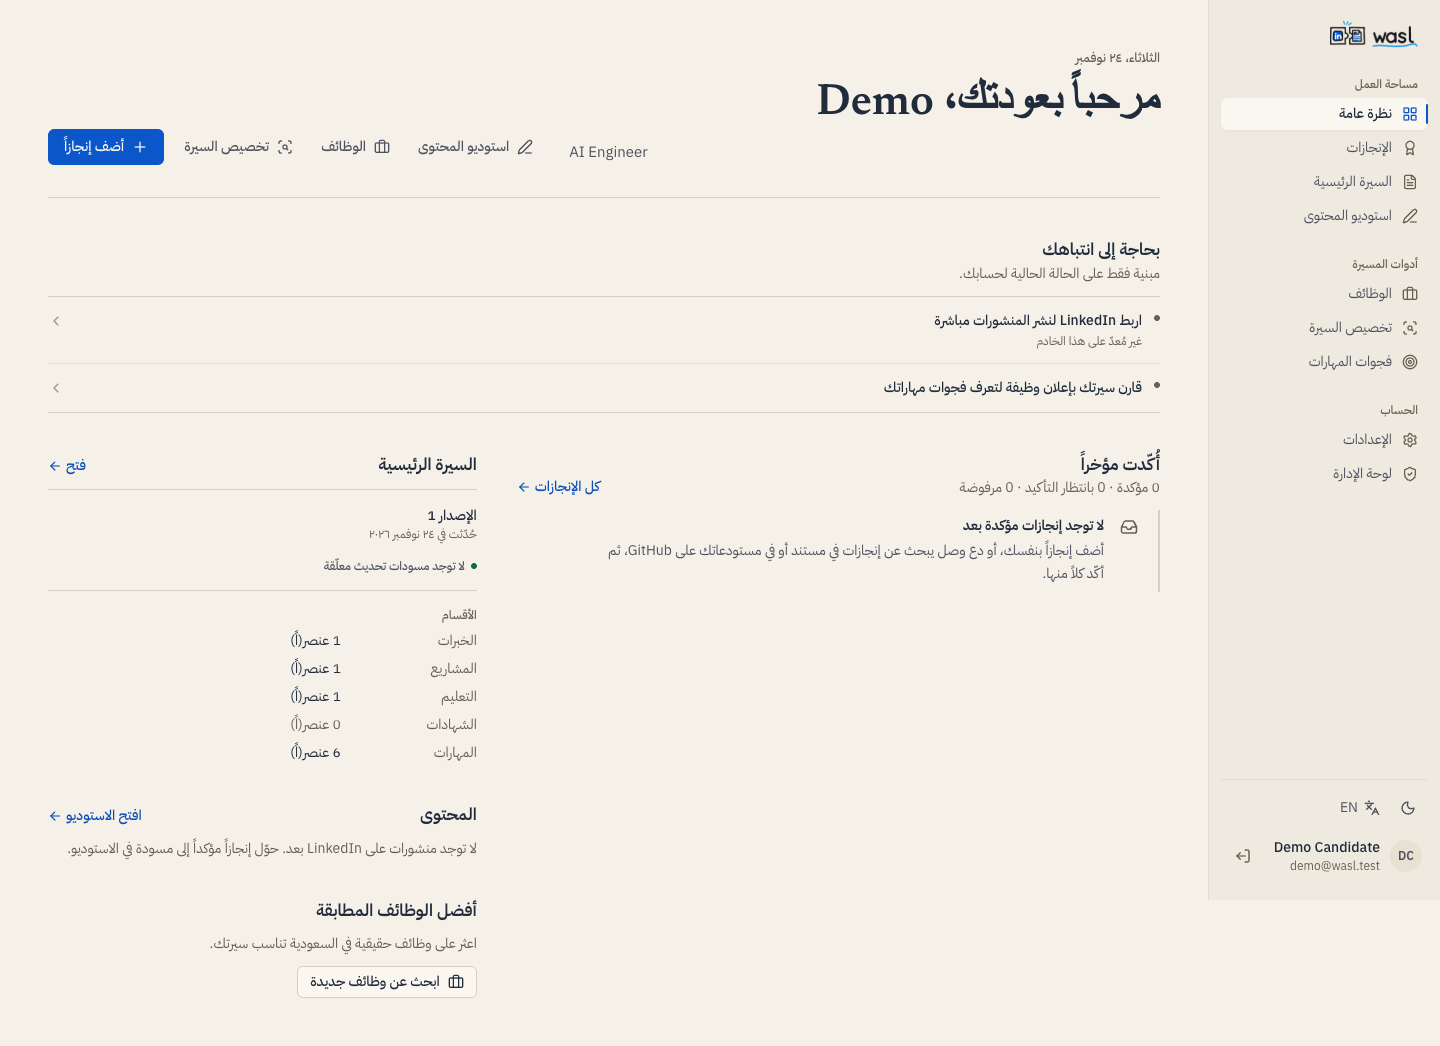 wasl
مساحة العمل
نظرة عامة
الإنجازات
السيرة الرئيسية
استوديو المحتوى
أدوات المسيرة
الوظائف
تخصيص السيرة
فجوات المهارات
الحساب
الإعدادات
لوحة الإدارة
EN
DC
Demo Candidate
demo@wasl.test
الثلاثاء، ٢٤ نوفمبر
مرحباً بعودتك، Demo
AI Engineer
استوديو المحتوى
الوظائف
تخصيص السيرة
أضف إنجازاً
بحاجة إلى انتباهك
مبنية فقط على الحالة الحالية لحسابك.
اربط LinkedIn لنشر المنشورات مباشرة
غير مُعدّ على هذا الخادم
قارن سيرتك بإعلان وظيفة لتعرف فجوات مهاراتك
أُكّدت مؤخراً
0 مؤكدة · 0 بانتظار التأكيد · 0 مرفوضة
كل الإنجازات
لا توجد إنجازات مؤكدة بعد
أضف إنجازاً بنفسك، أو دع وصل يبحث عن إنجازات في مستند أو في مستودعاتك على GitHub، ثم
أكّد كلاً منها.
السيرة الرئيسية
فتح
الإصدار 1
حُدّثت في ٢٤ نوفمبر ٢٠٢٦
لا توجد مسودات تحديث معلّقة
الأقسام
الخبرات 1 عنصر(اً)
المشاريع 1 عنصر(اً)
التعليم 1 عنصر(اً)
الشهادات 0 عنصر(اً)
المهارات 6 عنصر(اً)
المحتوى
افتح الاستوديو
لا توجد منشورات على LinkedIn بعد. حوّل إنجازاً مؤكداً إلى مسودة في الاستوديو.
أفضل الوظائف المطابقة
اعثر على وظائف حقيقية في السعودية تناسب سيرتك.
ابحث عن وظائف جديدة